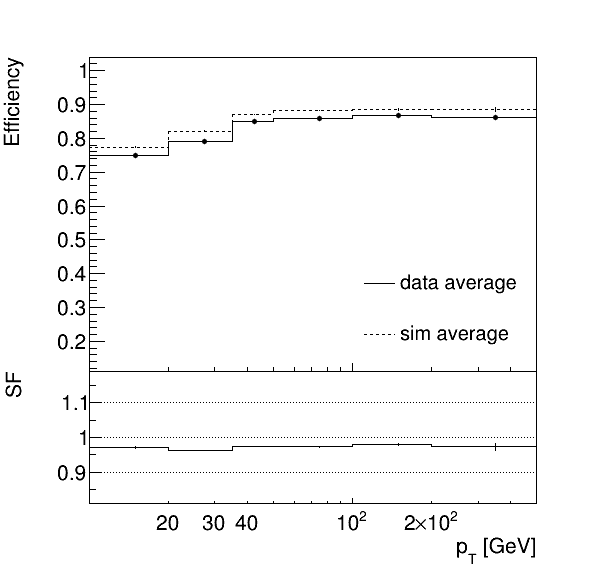 Efficiency
1
0.9
0.8
0.7
0.6
0.5
0.4
0.3
0.2
data average
sim average
SF
1.1
1
0.9
20 30 40 10² 2×10²
p_T [GeV]